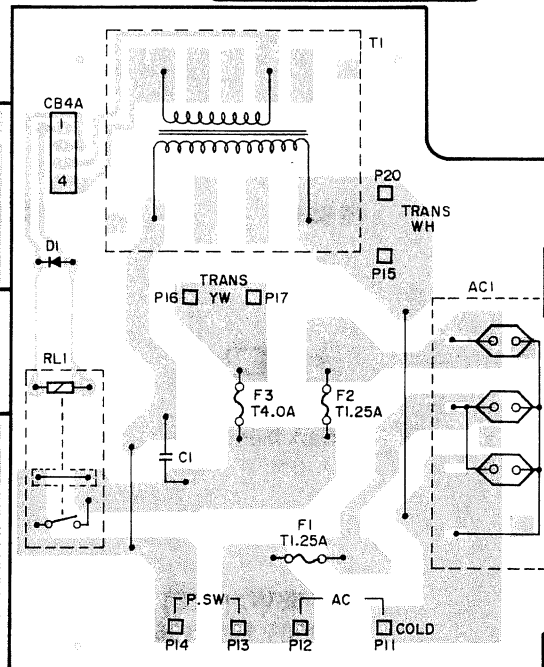 T1
CB4A
1
4
P20
TRANS
WH
D1
P15
TRANS
P16 YW P17
AC1
RL1
F3
T4.0A
F2
T1.25A
C1
F1
T1.25A
P.SW
AC
COLD
P14
P13
P12
P11